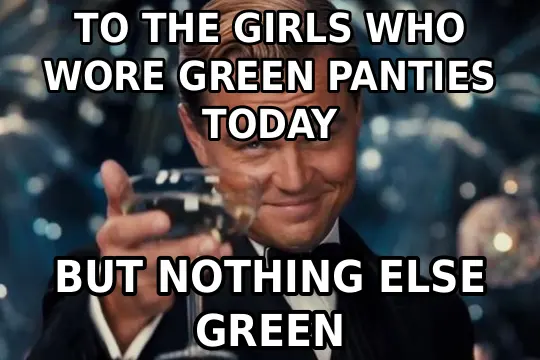 TO THE GIRLS WHO
WORE GREEN PANTIES
TODAY
BUT NOTHING ELSE
GREEN